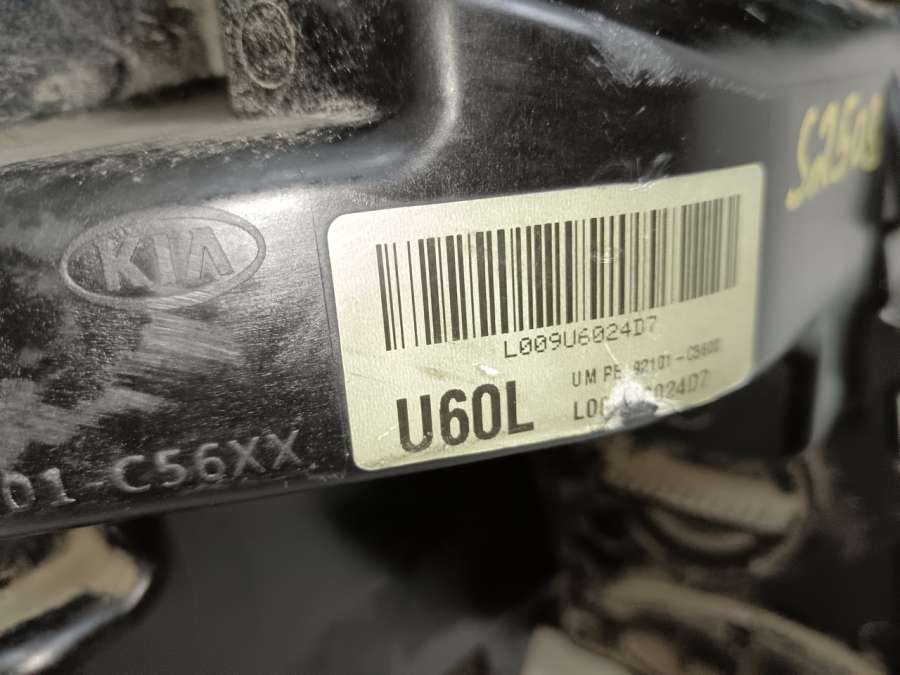 KIA
L009U6024D7
UM PE 92101-C5600
U60L
01 C56XX